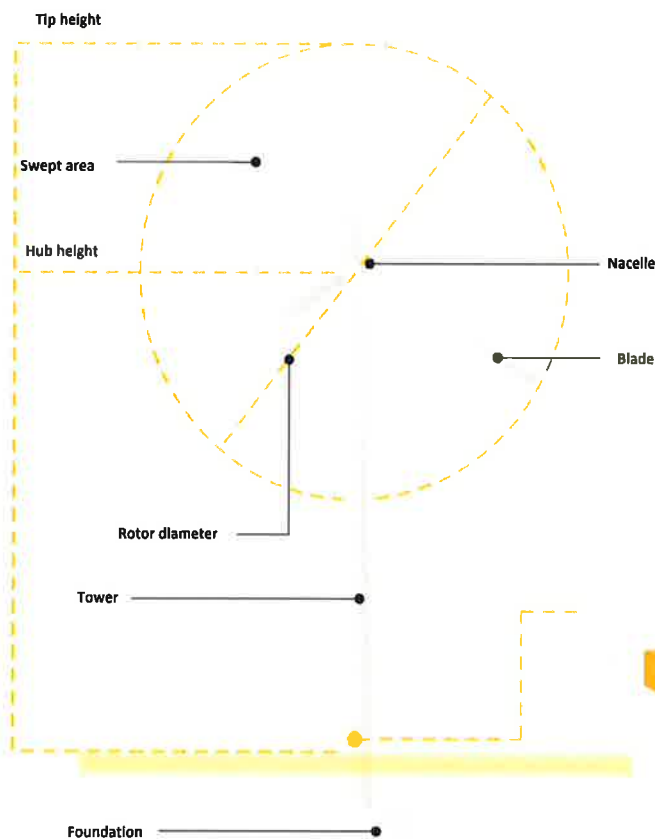 Tip height
Swept area
Hub height
Nacelle
Blade
Rotor diameter
Tower
Foundation